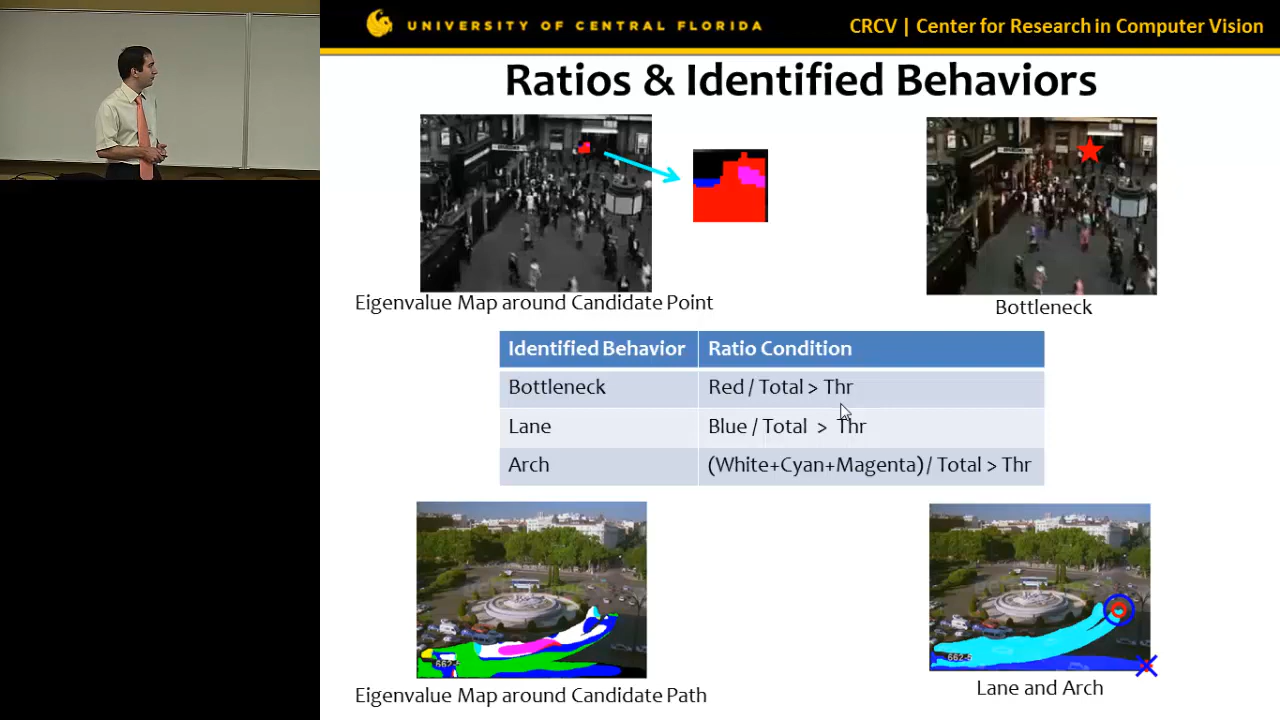 UNIVERSITY OF CENTRAL FLORIDA
CRCV | Center for Research in Computer Vision
Ratios & Identified Behaviors
Eigenvalue Map around Candidate Point
Bottleneck
Identified Behavior Ratio Condition
Bottleneck Red / Total > Thr
Lane Blue / Total > Thr
Arch (White+Cyan+Magenta) / Total > Thr
Eigenvalue Map around Candidate Path
Lane and Arch